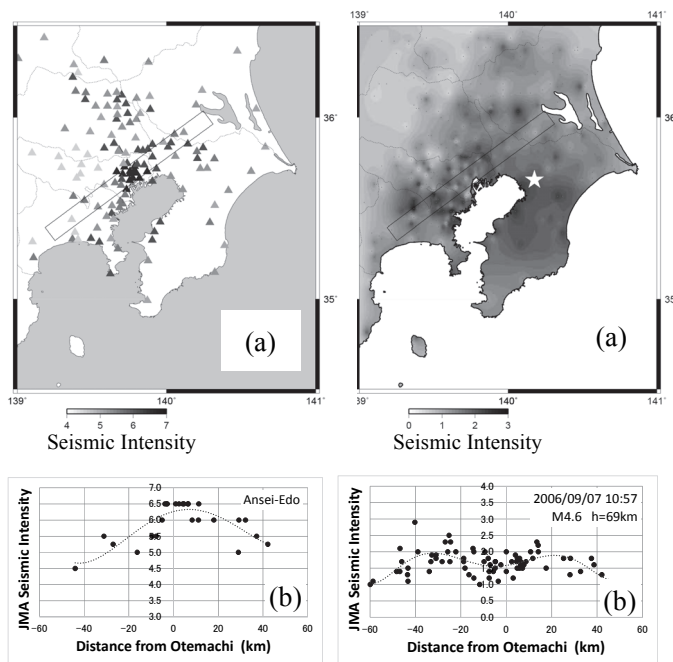 36˚
35˚
(a)
139˚ 140˚ 141˚
4 5 6 7
Seismic Intensity
140˚ 141˚
36˚
35˚
(a)
139˚ 140˚ 141˚
0 1 2 3
Seismic Intensity
JMA Seismic Intensity
7.0
6.5
6.0
5.5
5.0
4.5
4.0
3.5
3.0
Ansei-Edo
(b)
−60 −40 −20 0 20 40 60
Distance from Otemachi (km)
JMA Seismic Intensity
4.0
3.5
3.0
2.5
2.0
1.5
1.0
0.5
0.0
2006/09/07 10:57
M4.6 h=69km
(b)
−60 −40 −20 0 20 40 60
Distance from Otemachi (km)